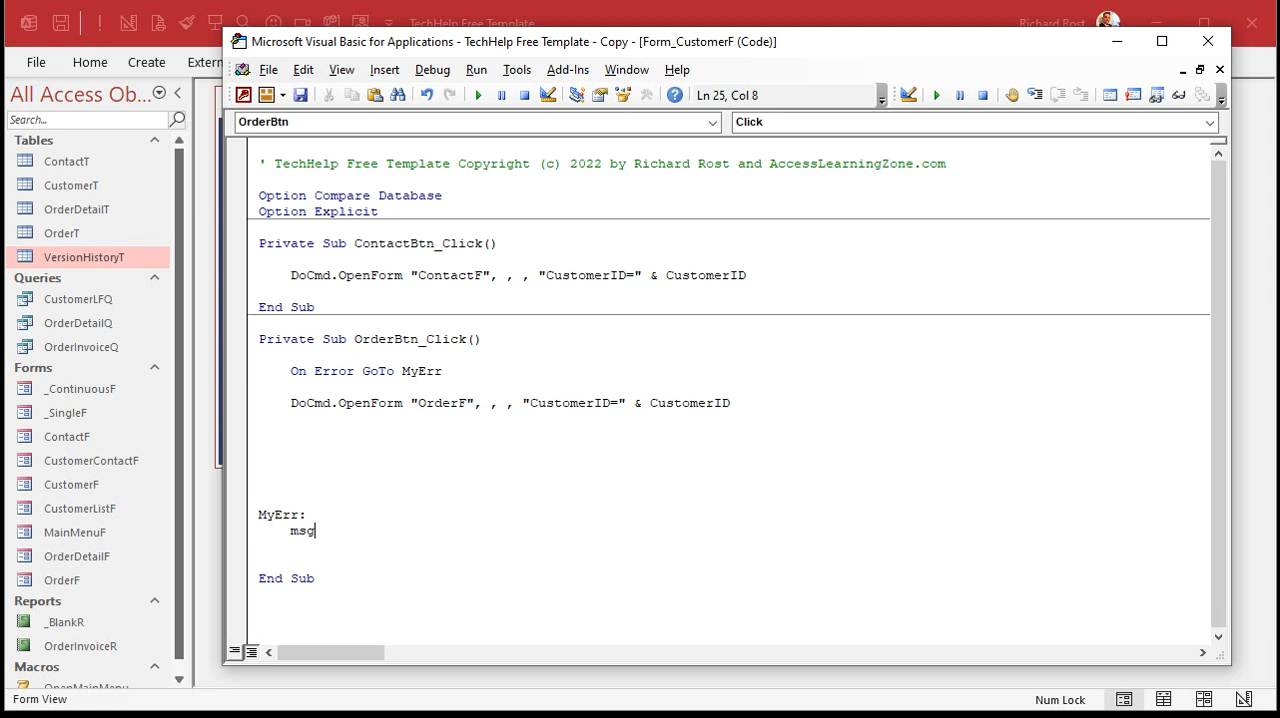 TechHelp Free Template
Richard Rost
File Home Create Extern
Microsoft Visual Basic for Applications - TechHelp Free Template - Copy - [Form_CustomerF (Code)]
File Edit View Insert Debug Run Tools Add-Ins Window Help
Ln 25, Col 8
OrderBtn Click
All Access Ob...
Search...
Tables
ContactT
CustomerT
OrderDetailT
OrderT
VersionHistoryT
Queries
CustomerLFQ
OrderDetailQ
OrderInvoiceQ
Forms
_ContinuousF
_SingleF
ContactF
CustomerContactF
CustomerF
CustomerListF
MainMenuF
OrderDetailF
OrderF
Reports
_BlankR
OrderInvoiceR
Macros
OpenMainMenu
' TechHelp Free Template Copyright (c) 2022 by Richard Rost and AccessLearningZone.com
Option Compare Database
Option Explicit
Private Sub ContactBtn_Click()
DoCmd.OpenForm "ContactF", , , "CustomerID=" & CustomerID
End Sub
Private Sub OrderBtn_Click()
On Error GoTo MyErr
DoCmd.OpenForm "OrderF", , , "CustomerID=" & CustomerID
MyErr:
msg
End Sub
Form View
Num Lock